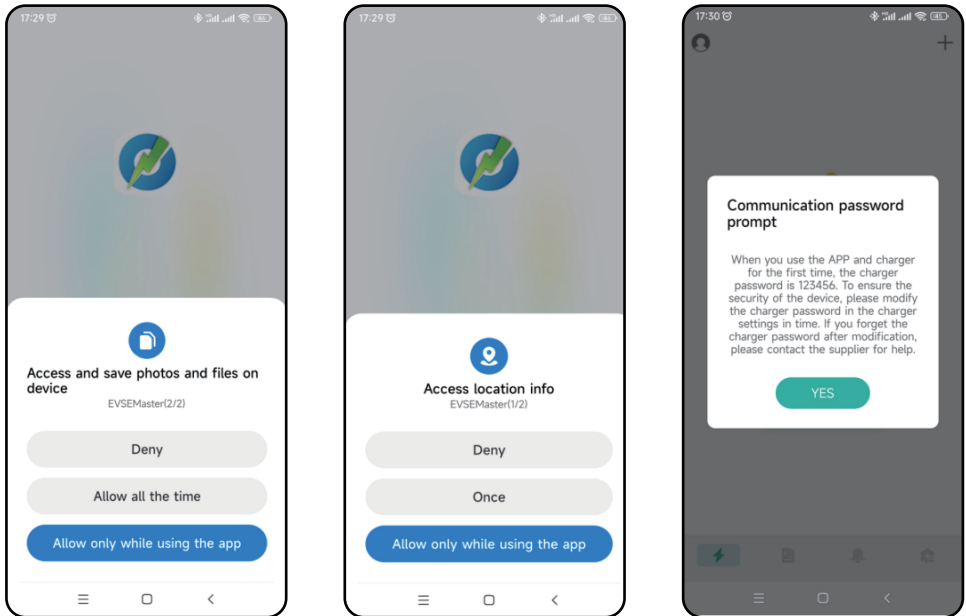 17:29
Access and save photos and files on
device
EVSEMaster(2/2)
Deny
Allow all the time
Allow only while using the app
17:29
Access location info
EVSEMaster(1/2)
Deny
Once
Allow only while using the app
17:30
Communication password
prompt
When you use the APP and charger
for the first time, the charger
password is 123456. To ensure the
security of the device, please modify
the charger password in the charger
settings in time. If you forget the
charger password after modification,
please contact the supplier for help.
YES